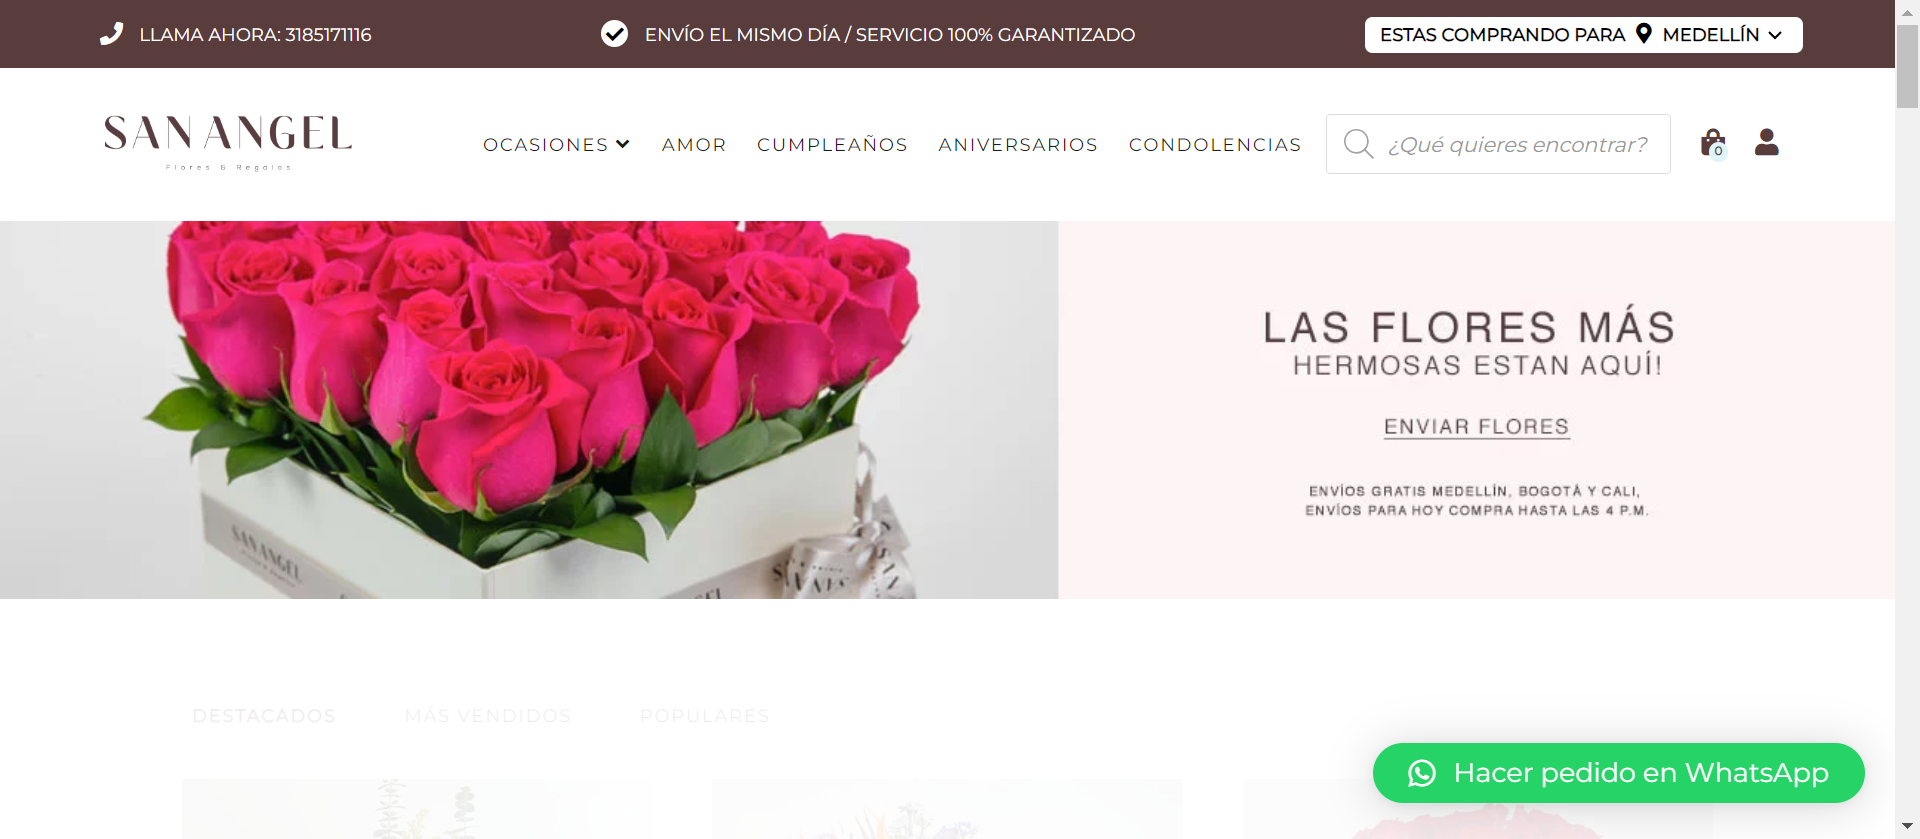 LLAMA AHORA: 3185171116
ENVÍO EL MISMO DÍA / SERVICIO 100% GARANTIZADO
ESTAS COMPRANDO PARA MEDELLÍN
SAN ANGEL
Flores & Regalos
OCASIONES
AMOR
CUMPLEAÑOS
ANIVERSARIOS
CONDOLENCIAS
¿Qué quieres encontrar?
0
LAS FLORES MÁS
HERMOSAS ESTAN AQUÍ!
ENVIAR FLORES
ENVÍOS GRATIS MEDELLÍN, BOGOTÁ Y CALI,
ENVÍOS PARA HOY COMPRA HASTA LAS 4 P.M.
SAN ANGEL
DESTACADOS
MÁS VENDIDOS
POPULARES
Hacer pedido en WhatsApp